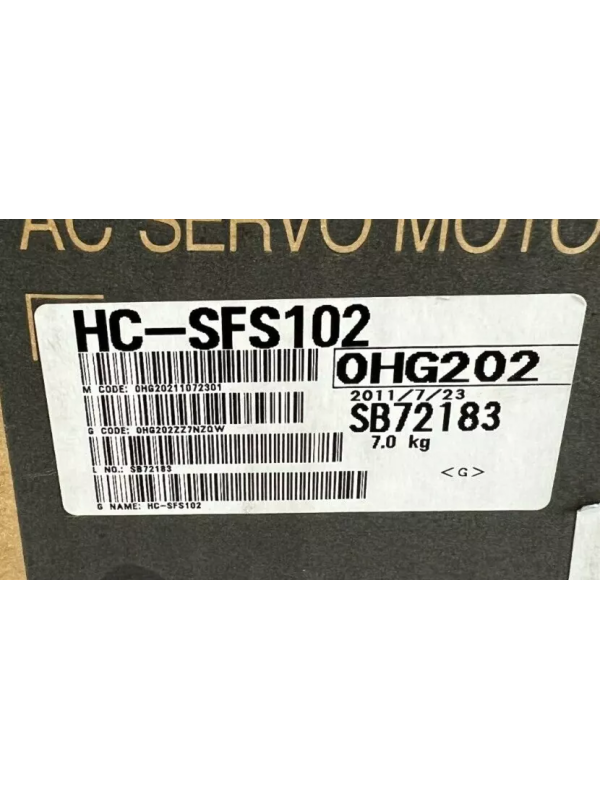 AC SERVO MOTO
HC-SFS102
0HG202
M CODE: 0HG20211072301
2011/7/23
SB72183
G CODE: 0HG202ZZ7NZQW
7.0 kg
L NO.: SB72183
<G>
G NAME: HC-SFS102